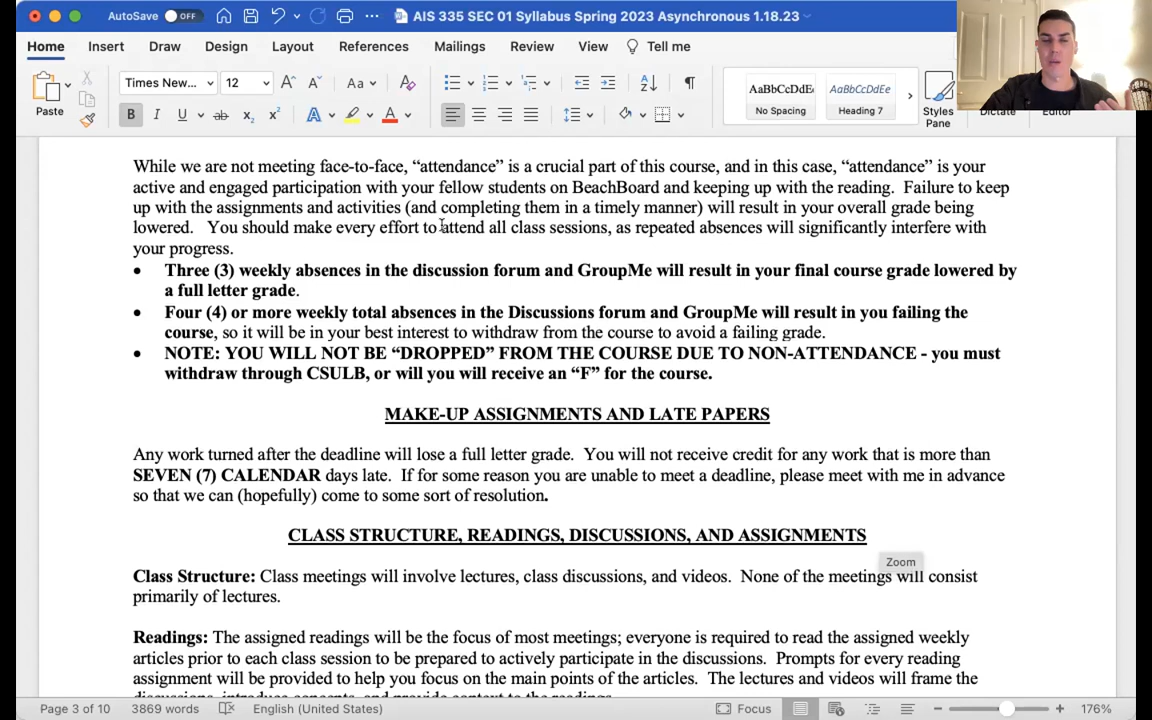 AutoSave OFF AIS 335 SEC 01 Syllabus Spring 2023 Asynchronous 1.18.23
Home Insert Draw Design Layout References Mailings Review View Tell me
Paste Times New... 12 AaBbCcDdEe No Spacing AaBbCcDdEe Heading 7 Styles Pane Dictate Editor
While we are not meeting face-to-face, “attendance” is a crucial part of this course, and in this case, “attendance” is your
active and engaged participation with your fellow students on BeachBoard and keeping up with the reading. Failure to keep
up with the assignments and activities (and completing them in a timely manner) will result in your overall grade being
lowered. You should make every effort to attend all class sessions, as repeated absences will significantly interfere with
your progress.
• Three (3) weekly absences in the discussion forum and GroupMe will result in your final course grade lowered by
a full letter grade.
• Four (4) or more weekly total absences in the Discussions forum and GroupMe will result in you failing the
course, so it will be in your best interest to withdraw from the course to avoid a failing grade.
• NOTE: YOU WILL NOT BE “DROPPED” FROM THE COURSE DUE TO NON-ATTENDANCE - you must
withdraw through CSULB, or will you will receive an “F” for the course.
MAKE-UP ASSIGNMENTS AND LATE PAPERS
Any work turned after the deadline will lose a full letter grade. You will not receive credit for any work that is more than
SEVEN (7) CALENDAR days late. If for some reason you are unable to meet a deadline, please meet with me in advance
so that we can (hopefully) come to some sort of resolution.
CLASS STRUCTURE, READINGS, DISCUSSIONS, AND ASSIGNMENTS
Zoom
Class Structure: Class meetings will involve lectures, class discussions, and videos. None of the meetings will consist
primarily of lectures.
Readings: The assigned readings will be the focus of most meetings; everyone is required to read the assigned weekly
articles prior to each class session to be prepared to actively participate in the discussions. Prompts for every reading
assignment will be provided to help you focus on the main points of the articles. The lectures and videos will frame the
discussions, introduce concepts, and provide context to the readings.
Page 3 of 10 3869 words English (United States) Focus 176%